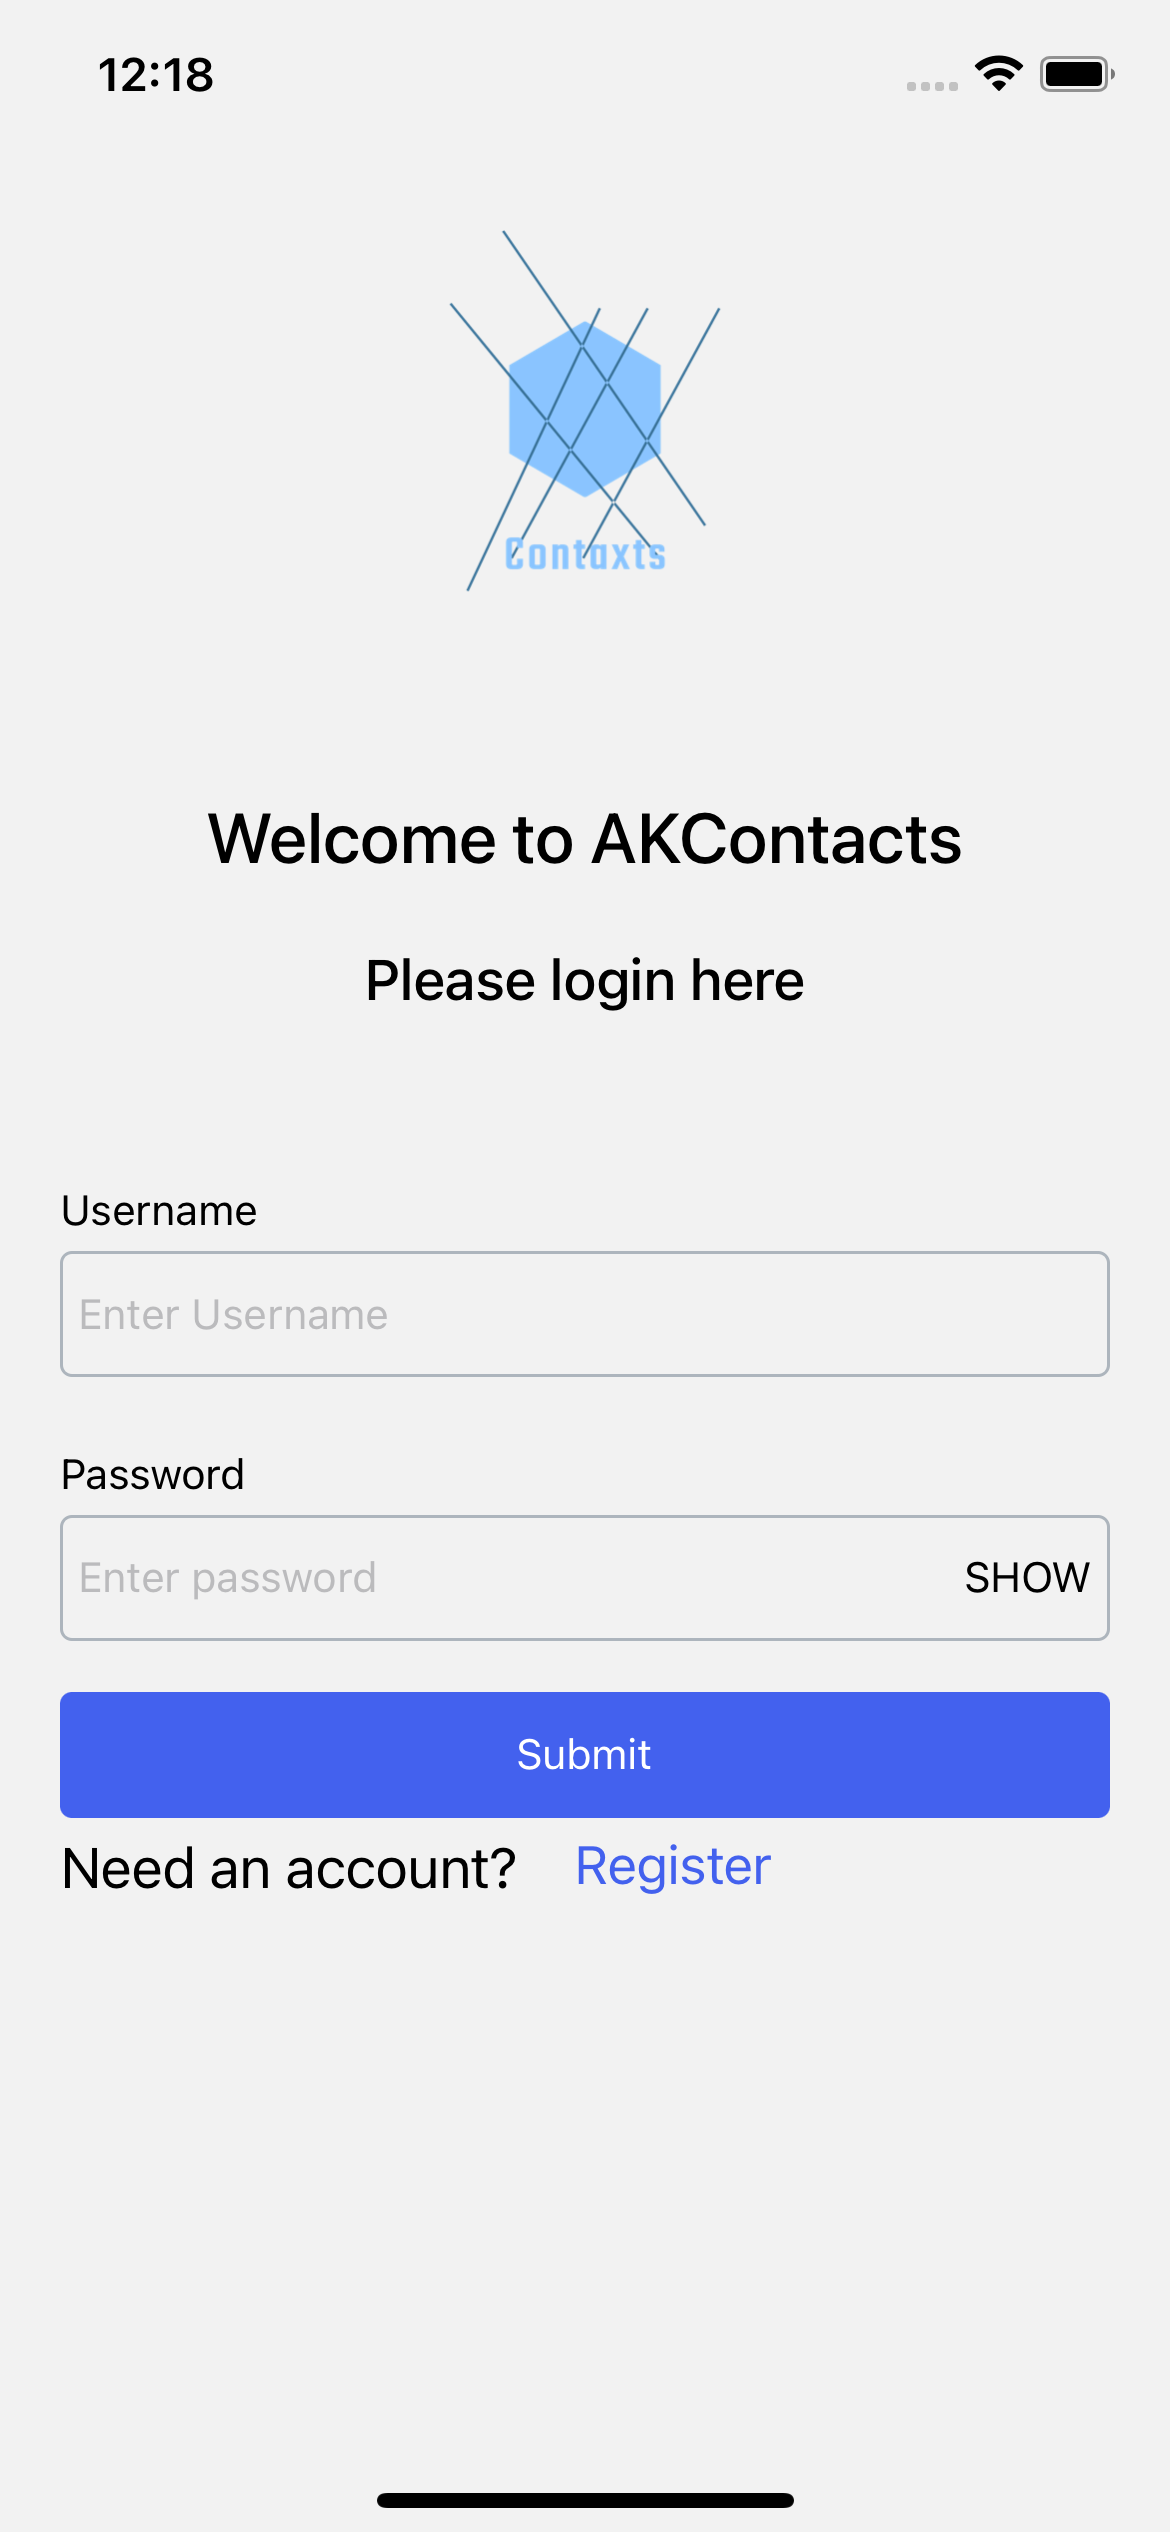 12:18
Contaxts
Welcome to AKContacts
Please login here
Username
Enter Username
Password
Enter password SHOW
Submit
Need an account? Register